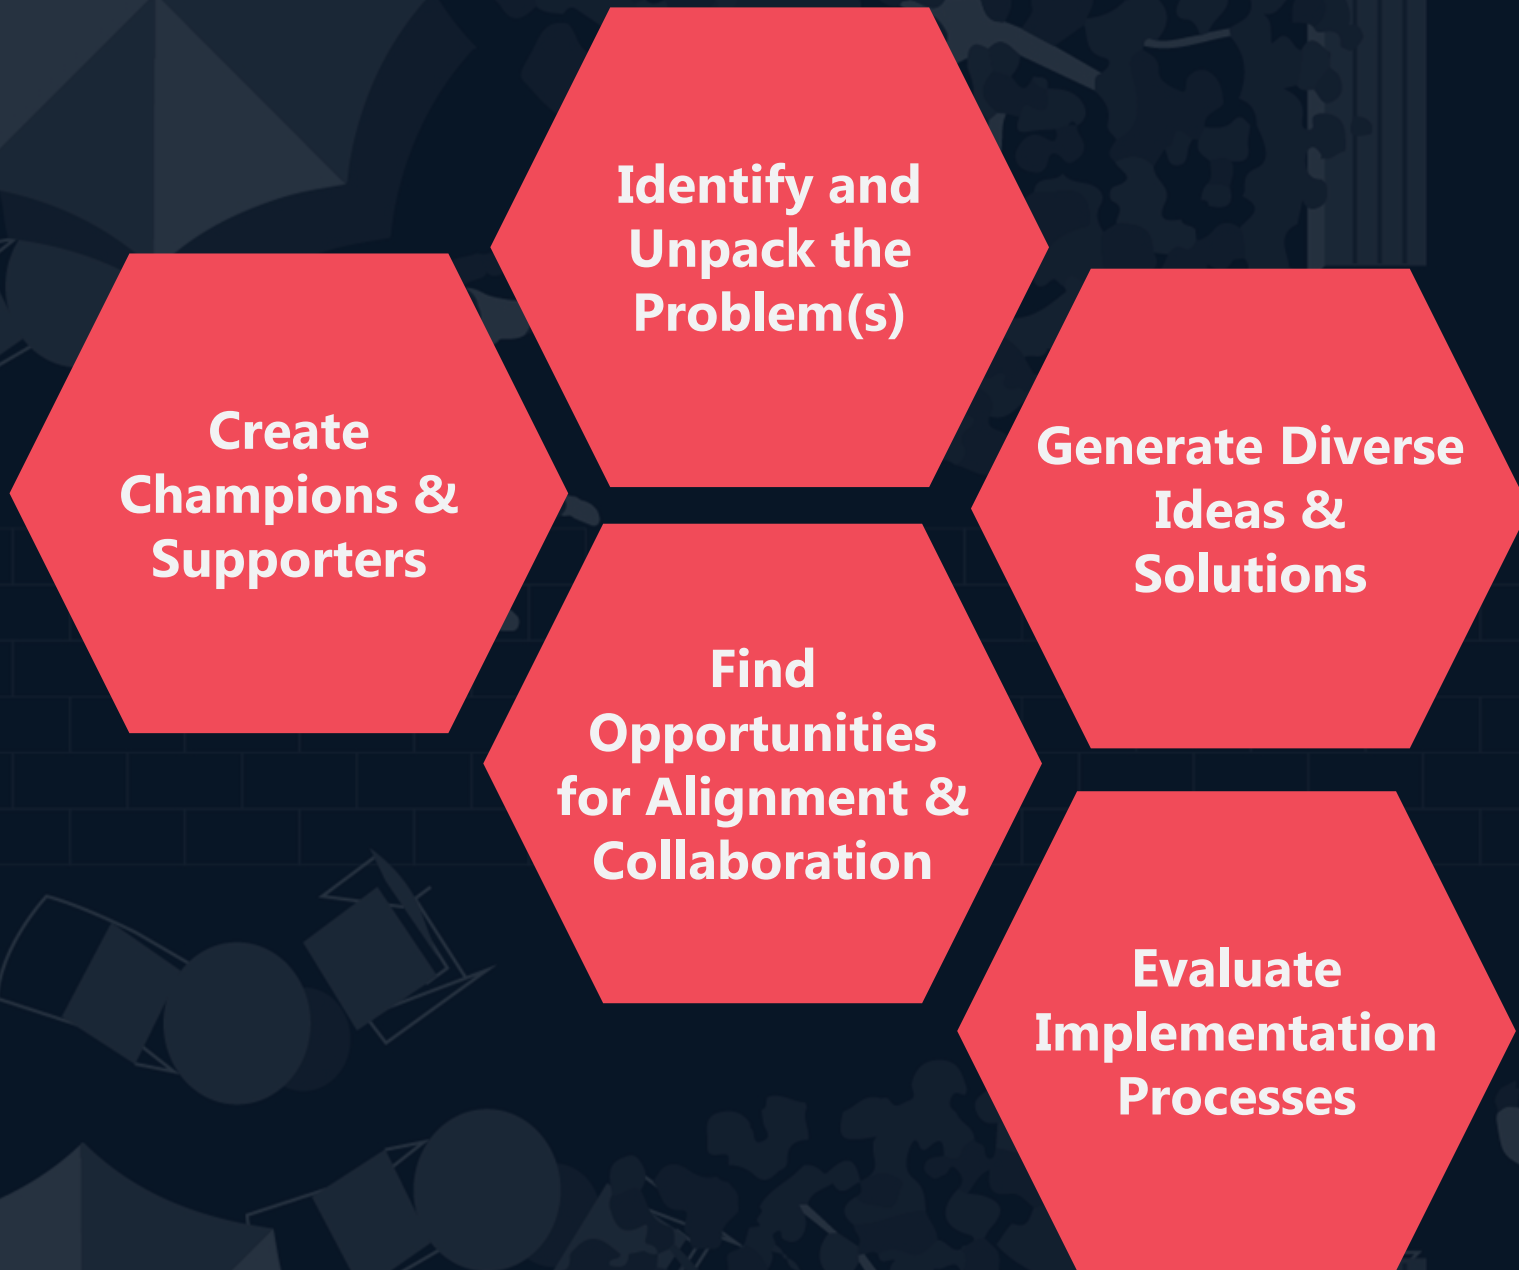 Identify and
Unpack the
Problem(s)
Create
Champions &
Supporters
Generate Diverse
Ideas &
Solutions
Find
Opportunities
for Alignment &
Collaboration
Evaluate
Implementation
Processes